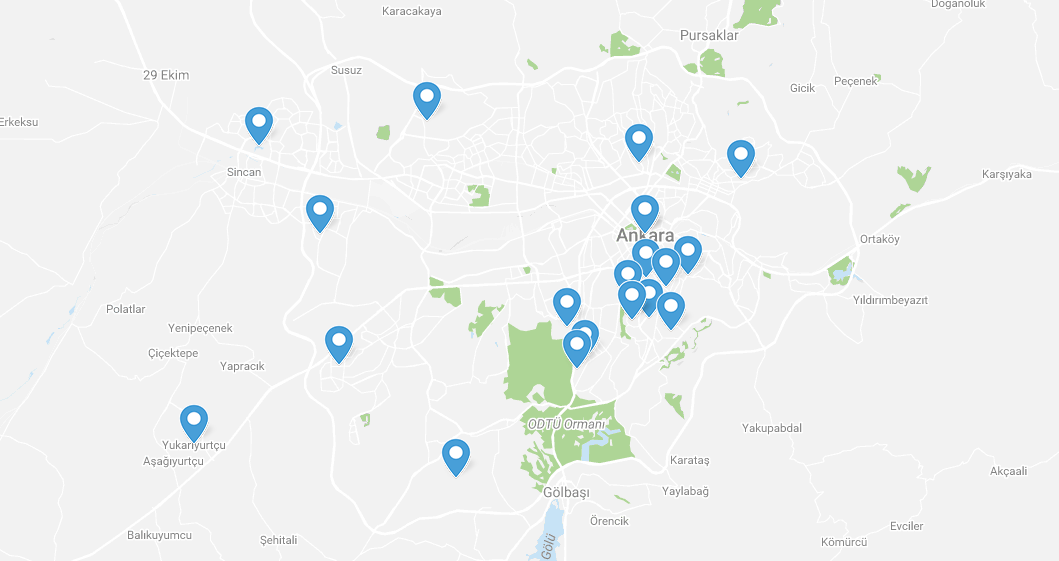 Doğanoluk
Karacakaya
Pursaklar
Susuz
29 Ekim
Peçenek
Gicik
Erkeksu
Sincan
Karşıyaka
Ankara
Ortaköy
Yıldırımbeyazıt
Polatlar
Yenipeçenek
Çiçektepe
Yapracık
ODTÜ Ormanı
Yakupabdal
Yukarıyurtçu
Aşağıyurtçu
Karataş
Akçaali
Gölbaşı
Yaylabağ
Örencik
Evciler
Balıkuyumcu
Şehitali
Kömürcü
Gölü